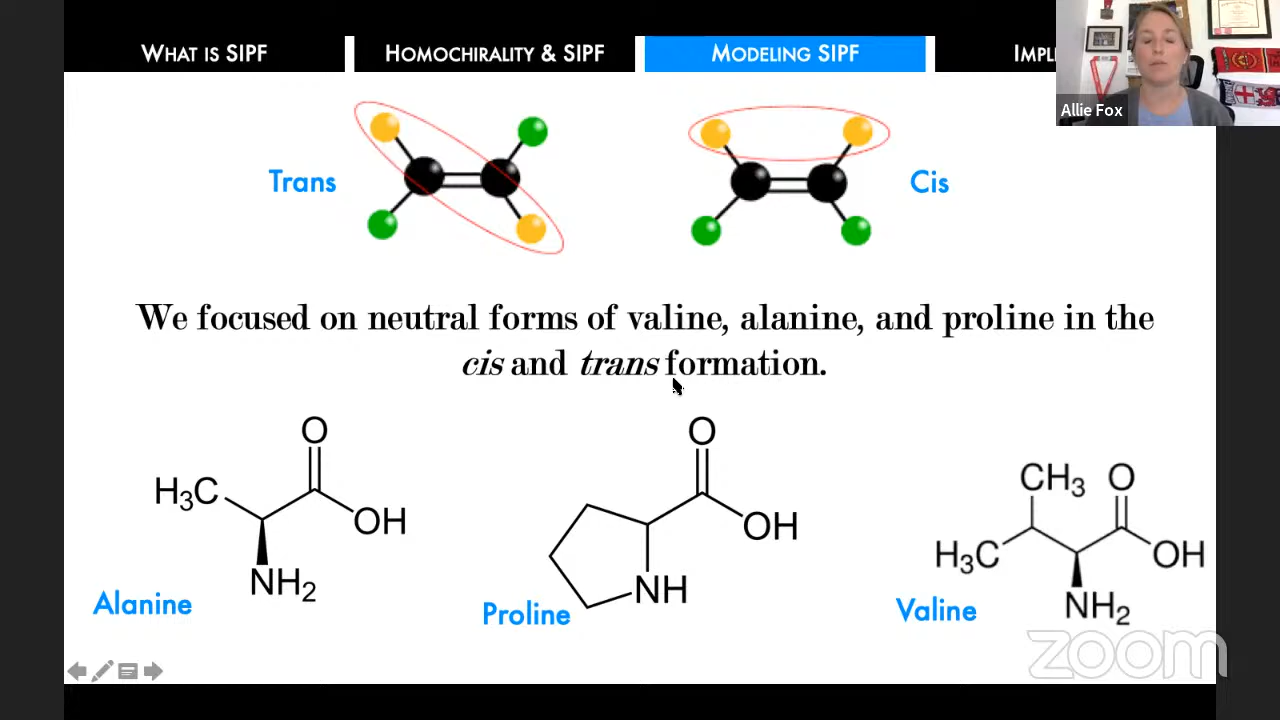 WHAT IS SIPF
HOMOCHIRALITY & SIPF
MODELING SIPF
IMPL
Allie Fox
Trans
Cis
We focused on neutral forms of valine, alanine, and proline in the
cis and trans formation.
O
H3C
OH
NH2
Alanine
O
OH
NH
Proline
CH3 O
H3C
OH
NH2
Valine
zoom